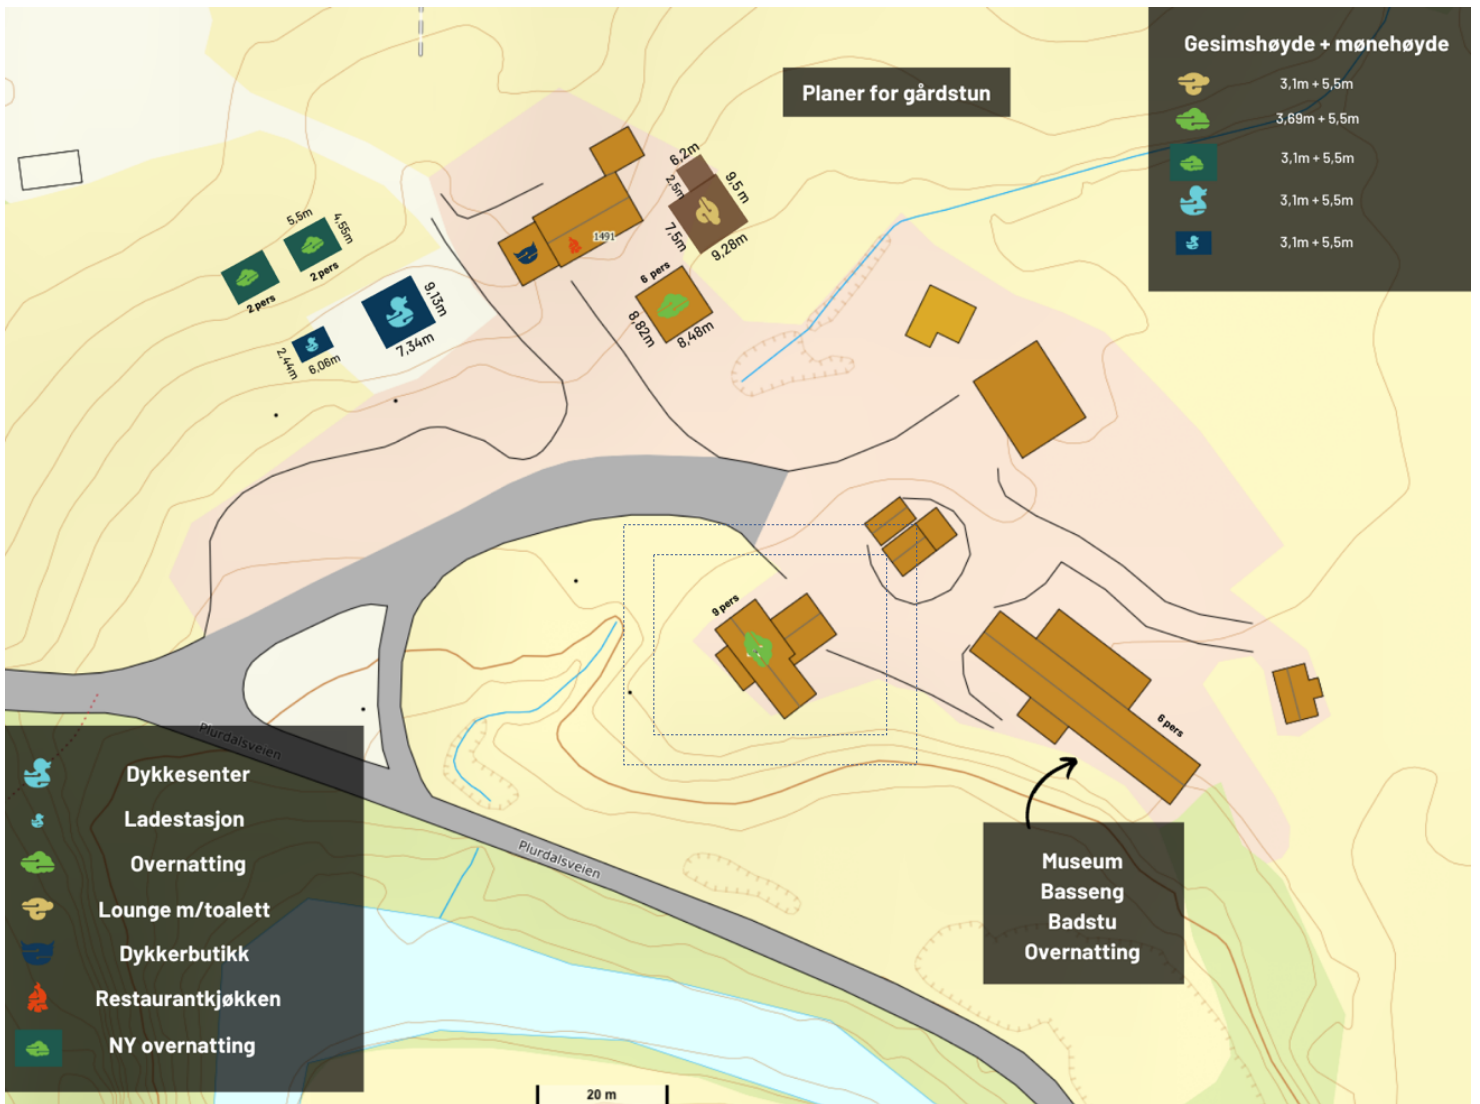 Gesimshøyde + mønehøyde
3,1m + 5,5m
3,69m + 5,5m
3,1m + 5,5m
3,1m + 5,5m
3,1m + 5,5m
Planer for gårdstun
6,2m
2,5m
9,5 m
7,5m
9,28m
1491
5,5m
4,55m
2 pers
2 pers
9,13m
7,34m
2,44m
6,06m
6 pers
8,82m
8,48m
9 pers
6 pers
Plurdalsveien
Plurdalsveien
Dykkesenter
Ladestasjon
Overnatting
Lounge m/toalett
Dykkerbutikk
Restaurantkjøkken
NY overnatting
Museum
Basseng
Badstu
Overnatting
20 m